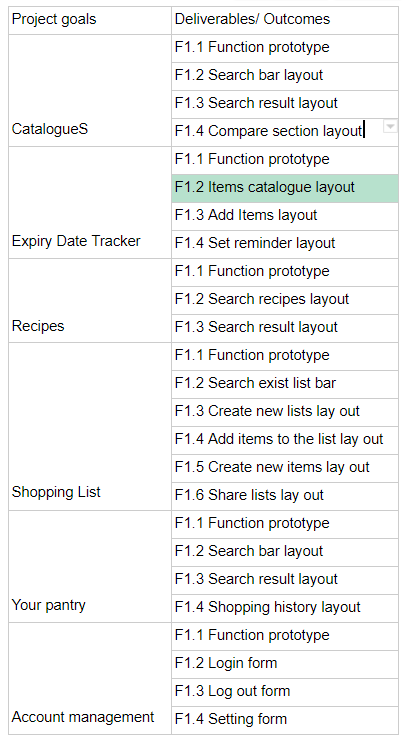 Project goals Deliverables/ Outcomes
F1.1 Function prototype
F1.2 Search bar layout
F1.3 Search result layout
CatalogueS F1.4 Compare section layout
F1.1 Function prototype
F1.2 Items catalogue layout
F1.3 Add Items layout
Expiry Date Tracker F1.4 Set reminder layout
F1.1 Function prototype
F1.2 Search recipes layout
Recipes F1.3 Search result layout
F1.1 Function prototype
F1.2 Search exist list bar
F1.3 Create new lists lay out
F1.4 Add items to the list lay out
F1.5 Create new items lay out
Shopping List F1.6 Share lists lay out
F1.1 Function prototype
F1.2 Search bar layout
F1.3 Search result layout
Your pantry F1.4 Shopping history layout
F1.1 Function prototype
F1.2 Login form
F1.3 Log out form
Account management F1.4 Setting form